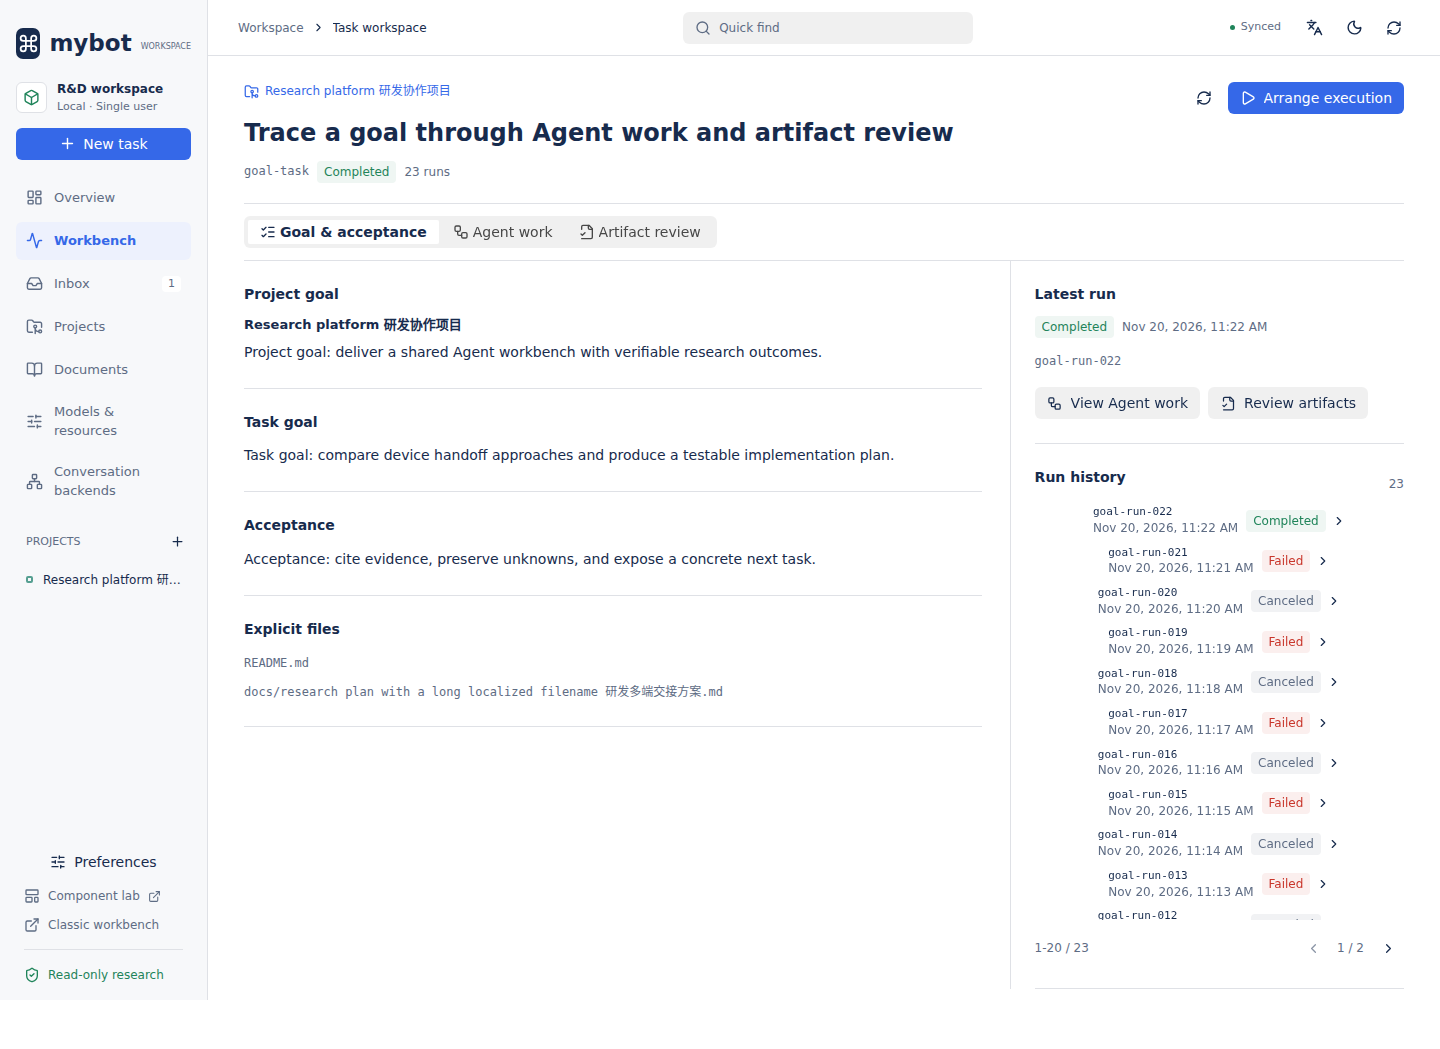 mybot WORKSPACE
R&D workspace
Local · Single user
New task
Overview
Workbench
Inbox 1
Projects
Documents
Models &
resources
Conversation
backends
PROJECTS
Research platform 研…
Preferences
Component lab
Classic workbench
Read-only research
Workspace > Task workspace
Quick find
Synced
Research platform 研发协作项目
Arrange execution
Trace a goal through Agent work and artifact review
goal-task Completed 23 runs
Goal & acceptance Agent work Artifact review
Project goal
Research platform 研发协作项目
Project goal: deliver a shared Agent workbench with verifiable research outcomes.
Task goal
Task goal: compare device handoff approaches and produce a testable implementation plan.
Acceptance
Acceptance: cite evidence, preserve unknowns, and expose a concrete next task.
Explicit files
README.md
docs/research plan with a long localized filename 研发多端交接方案.md
Latest run
Completed Nov 20, 2026, 11:22 AM
goal-run-022
View Agent work Review artifacts
Run history 23
goal-run-022
Nov 20, 2026, 11:22 AM Completed
goal-run-021
Nov 20, 2026, 11:21 AM Failed
goal-run-020
Nov 20, 2026, 11:20 AM Canceled
goal-run-019
Nov 20, 2026, 11:19 AM Failed
goal-run-018
Nov 20, 2026, 11:18 AM Canceled
goal-run-017
Nov 20, 2026, 11:17 AM Failed
goal-run-016
Nov 20, 2026, 11:16 AM Canceled
goal-run-015
Nov 20, 2026, 11:15 AM Failed
goal-run-014
Nov 20, 2026, 11:14 AM Canceled
goal-run-013
Nov 20, 2026, 11:13 AM Failed
goal-run-012
1-20 / 23
1 / 2